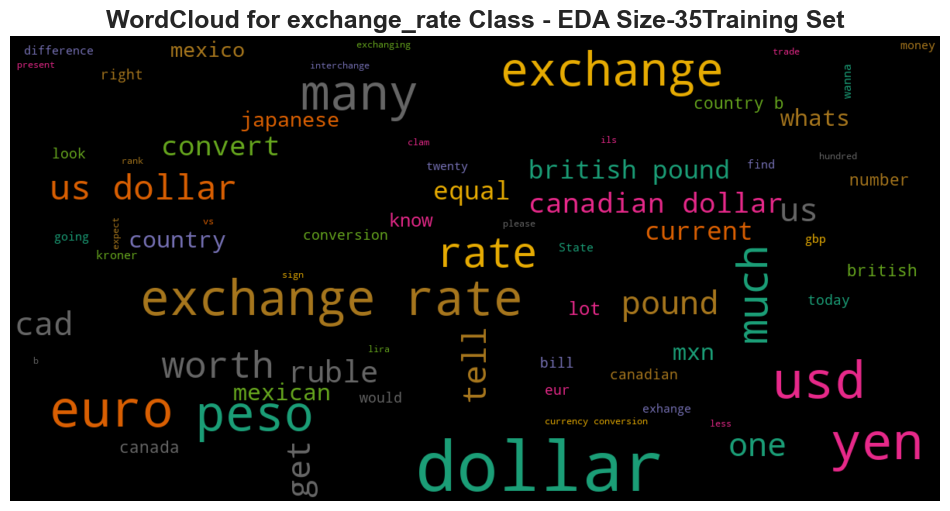 WordCloud for exchange_rate Class - EDA Size-35Training Set
difference
mexico
exchanging
trade
money
present
right
interchange
exchange
wanna
many
country b
japanese
whats
convert
clam
ils
look
rank
twenty
british pound
find
hundred
us dollar
equal
number
canadian dollar
us
know
please
expect
vs
going
country
conversion
current
gbp
State
kroner
rate
british
sign
exchange rate
lot
pound
much
today
cad
tell
lira
mxn
b
worth
ruble
bill
canadian
usd
mexican
would
eur
exhange
euro
peso
currency conversion
less
canada
get
one
yen
dollar